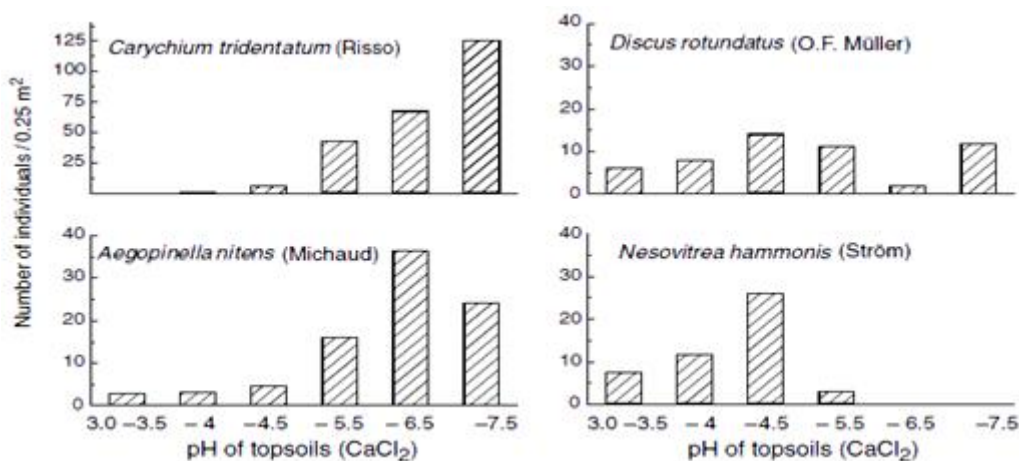 Number of individuals / 0.25 m²
125
100
75
50
25
Carychium tridentatum (Risso)
40
30
20
10
0
Discus rotundatus (O.F. Müller)
40
30
20
10
0
Aegopinella nitens (Michaud)
3.0 –3.5 – 4 –4.5 – 5.5 – 6.5 –7.5
pH of topsoils (CaCl₂)
40
30
20
10
0
Nesovitrea hammonis (Ström)
3.0 –3.5 – 4 –4.5 – 5.5 – 6.5 –7.5
pH of topsoils (CaCl₂)